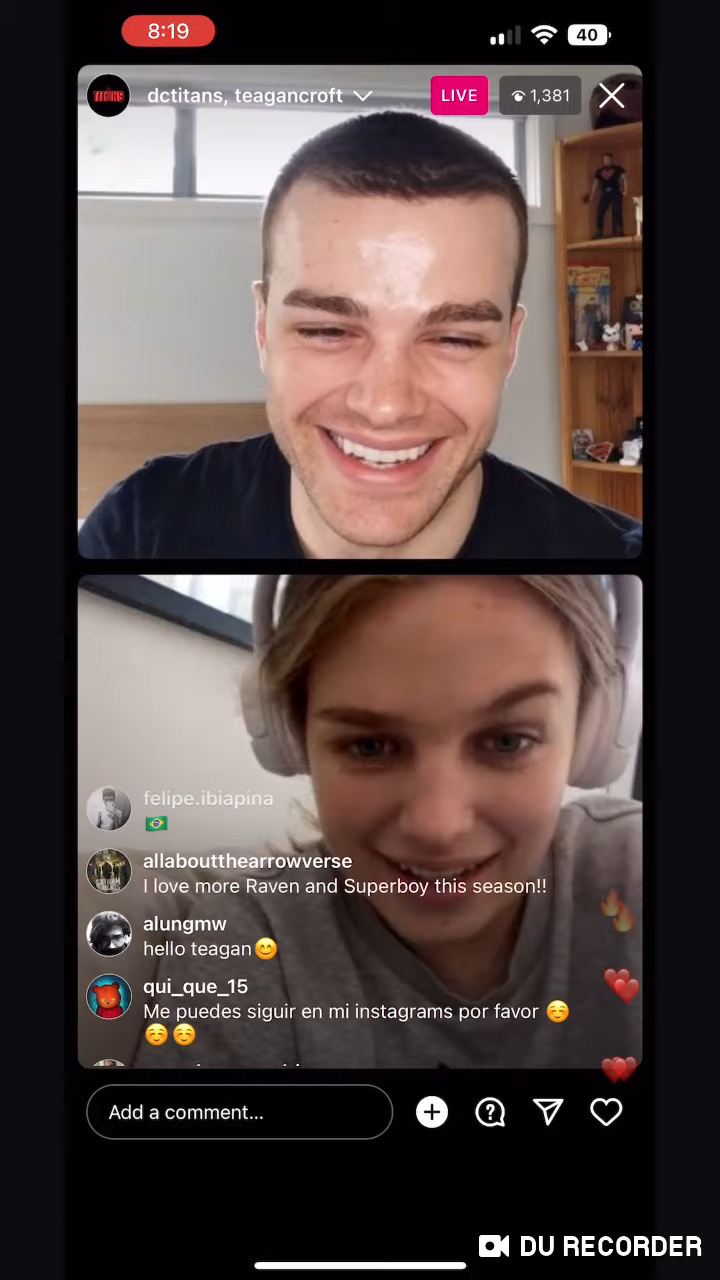 8:19
40
TITANS
dctitans, teagancroft
LIVE
1,381
felipe.ibiapina
🇧🇷
allaboutthearrowverse
I love more Raven and Superboy this season!!
alungmw
hello teagan😊
qui_que_15
Me puedes siguir en mi instagrams por favor ☺️
☺️☺️
Add a comment...
DU RECORDER